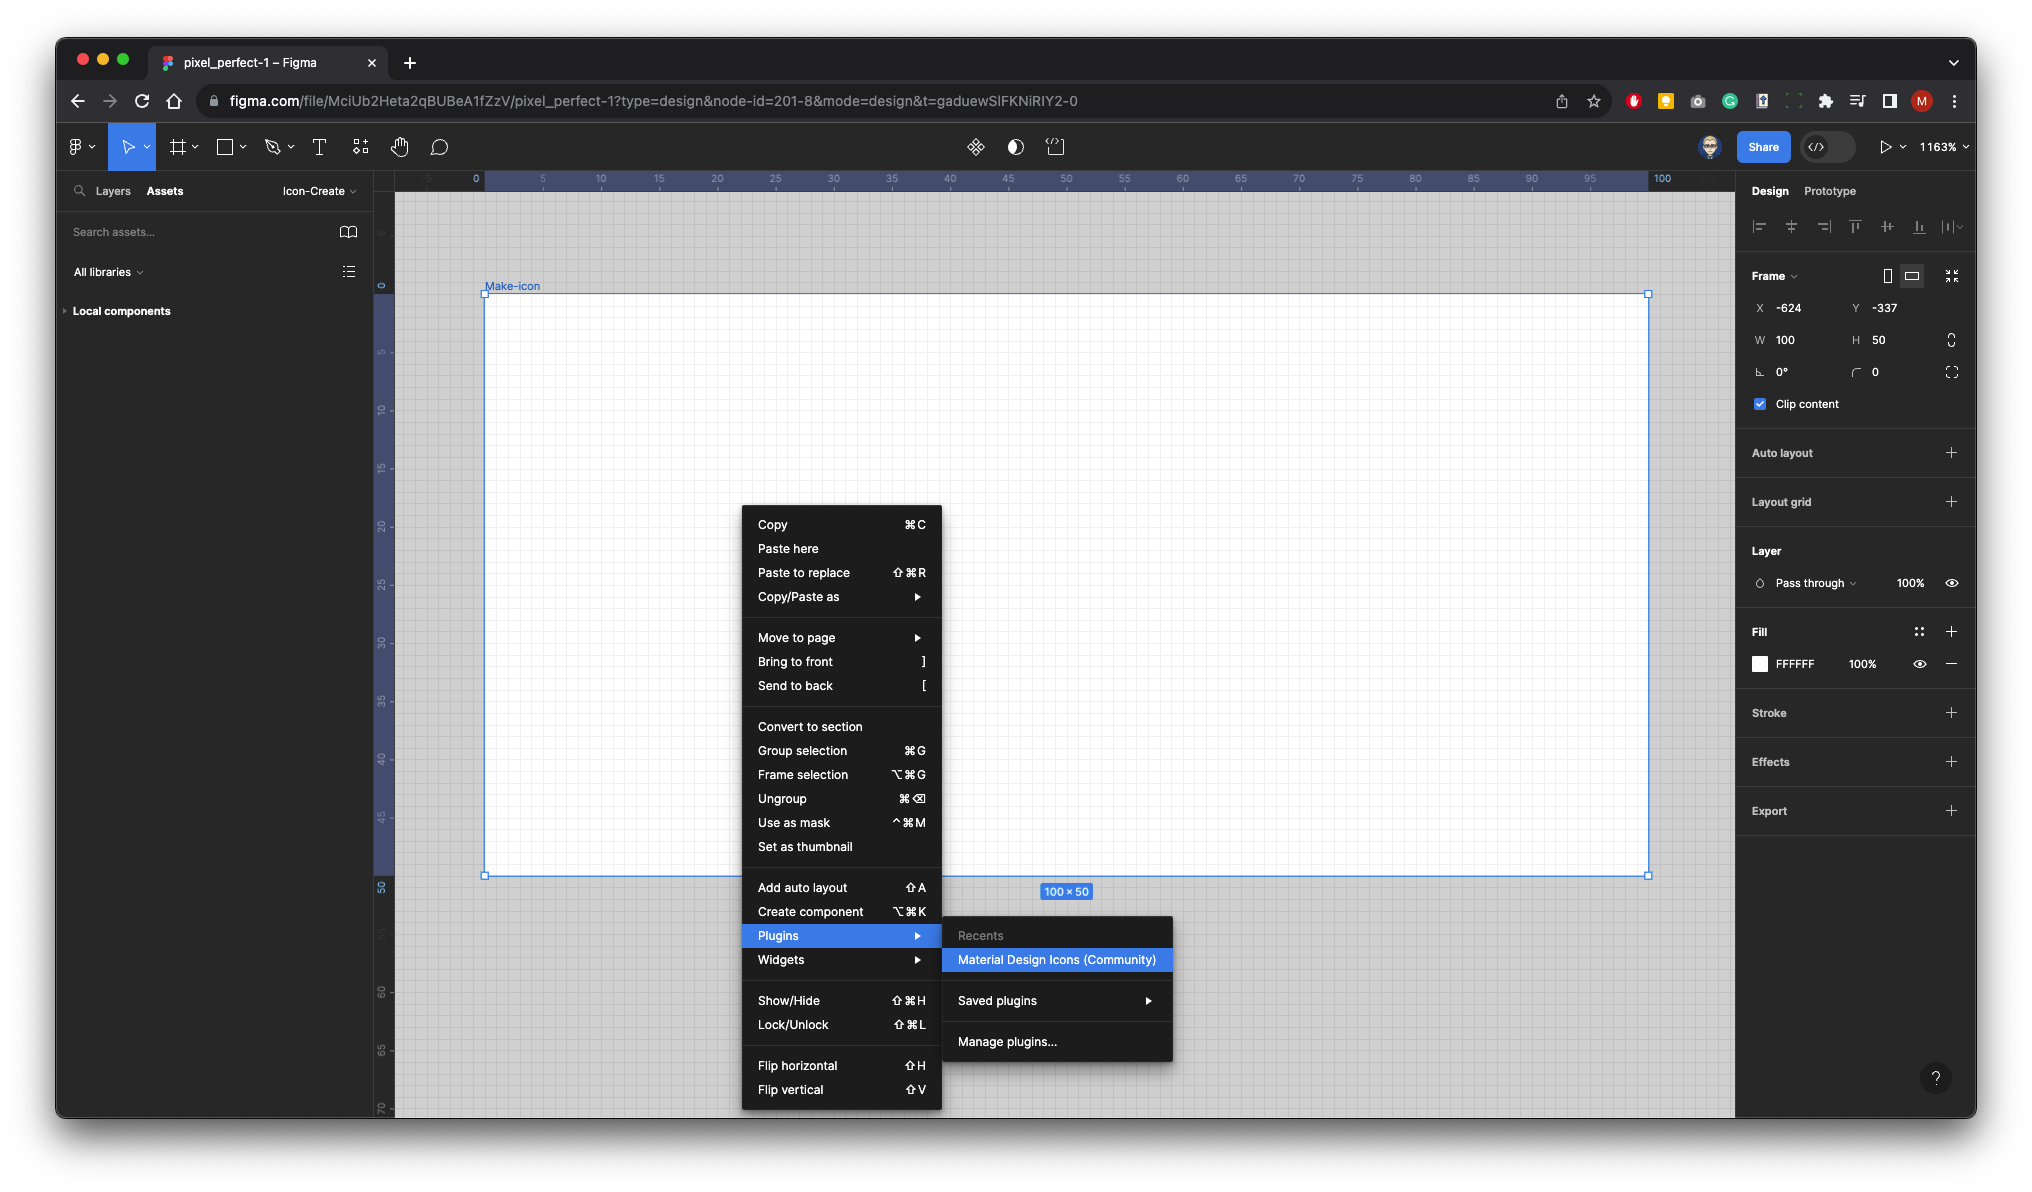 pixel_perfect-1 – Figma
figma.com/file/MciUb2Heta2qBUBeA1fZzV/pixel_perfect-1?type=design&node-id=201-8&mode=design&t=gaduewSlFKNiRIY2-0
M
Share
1163%
Layers Assets Icon-Create
Search assets...
All libraries
Local components
-5 0 5 10 15 20 25 30 35 40 45 50 55 60 65 70 75 80 85 90 95 100
-5
0
5
10
15
20
25
30
35
40
45
50
55
60
65
70
Make-icon
100 × 50
Copy ⌘C
Paste here
Paste to replace ⇧⌘R
Copy/Paste as
Move to page
Bring to front ]
Send to back [
Convert to section
Group selection ⌘G
Frame selection ⌥⌘G
Ungroup ⌘⌫
Use as mask ^⌘M
Set as thumbnail
Add auto layout ⇧A
Create component ⌥⌘K
Plugins
Widgets
Show/Hide ⇧⌘H
Lock/Unlock ⇧⌘L
Flip horizontal ⇧H
Flip vertical ⇧V
Recents
Material Design Icons (Community)
Saved plugins
Manage plugins...
Design Prototype
Frame
X -624 Y -337
W 100 H 50
0° 0
Clip content
Auto layout
Layout grid
Layer
Pass through 100%
Fill
FFFFFF 100%
Stroke
Effects
Export
?